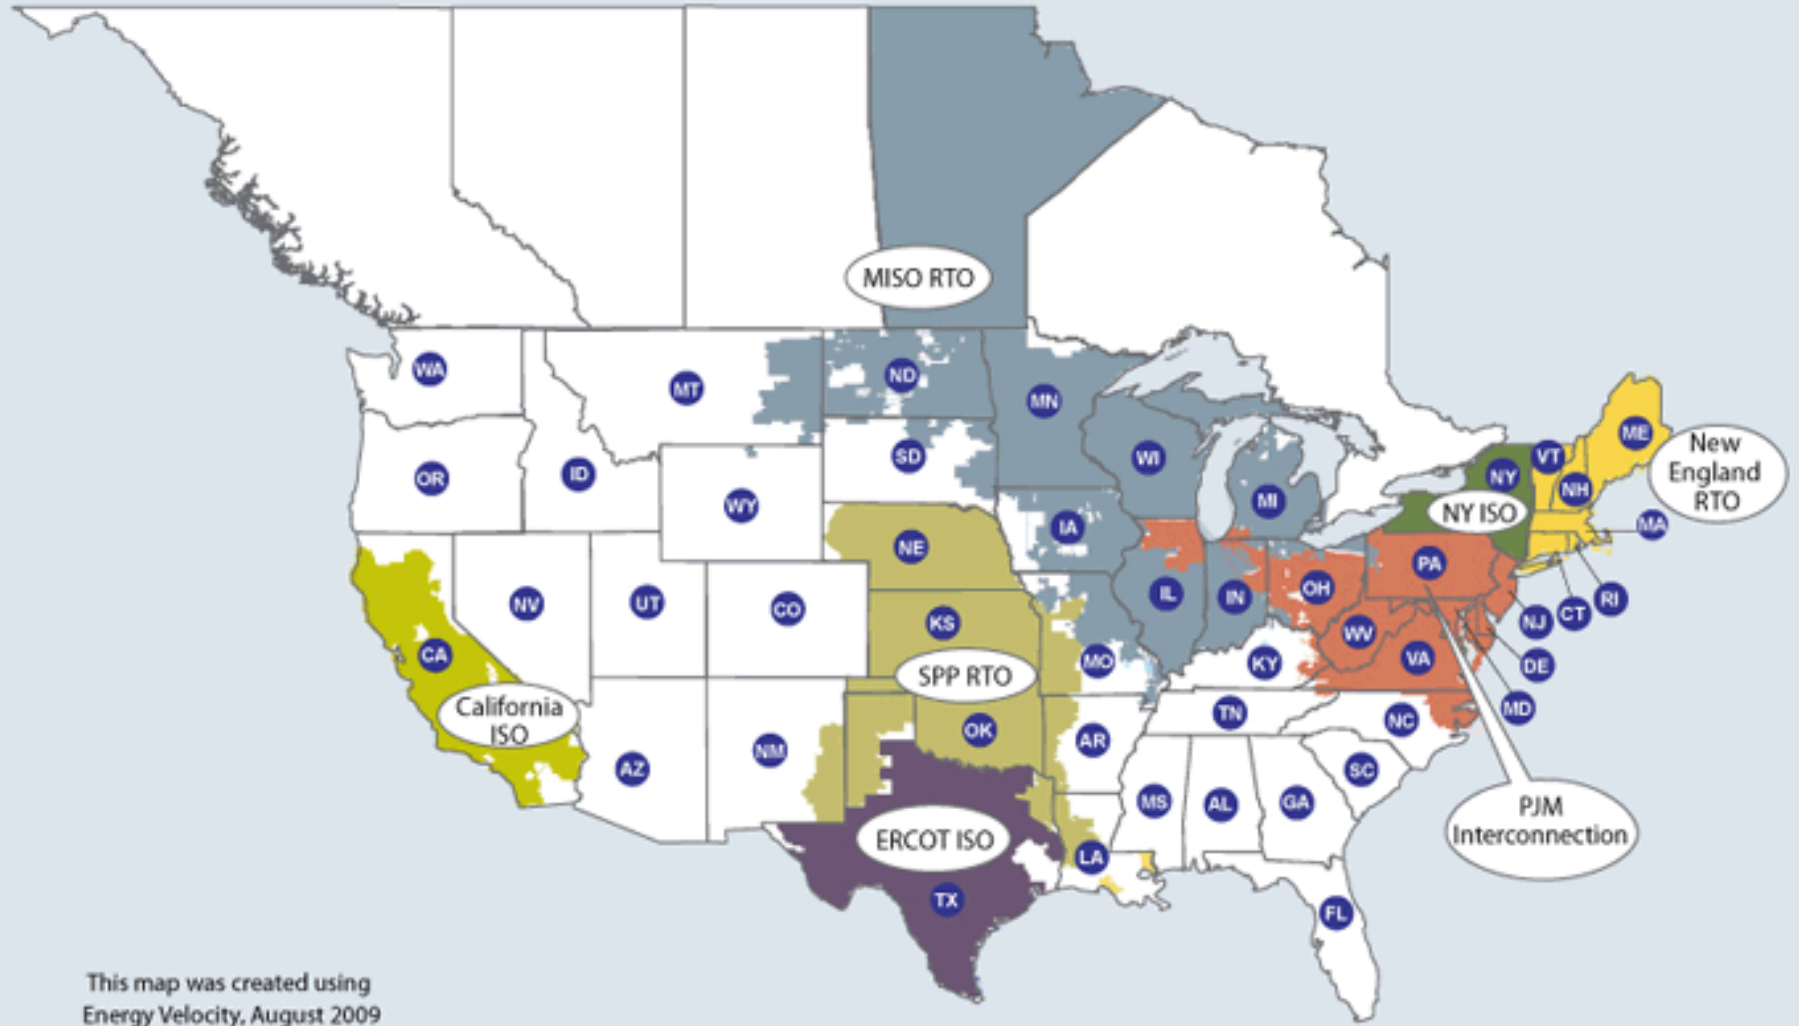 MISO RTO
WA
MT
ND
MN
OR
ID
WY
SD
WI
MI
NY
VT
NH
ME
New
England
RTO
NY ISO
MA
IA
NE
NV
UT
CO
KS
IL
IN
OH
PA
NJ
CT
RI
CA
California
ISO
SPP RTO
MO
KY
WV
VA
DE
MD
AZ
NM
OK
AR
TN
NC
SC
MS
AL
GA
PJM
Interconnection
ERCOT ISO
LA
TX
FL
This map was created using
Energy Velocity, August 2009